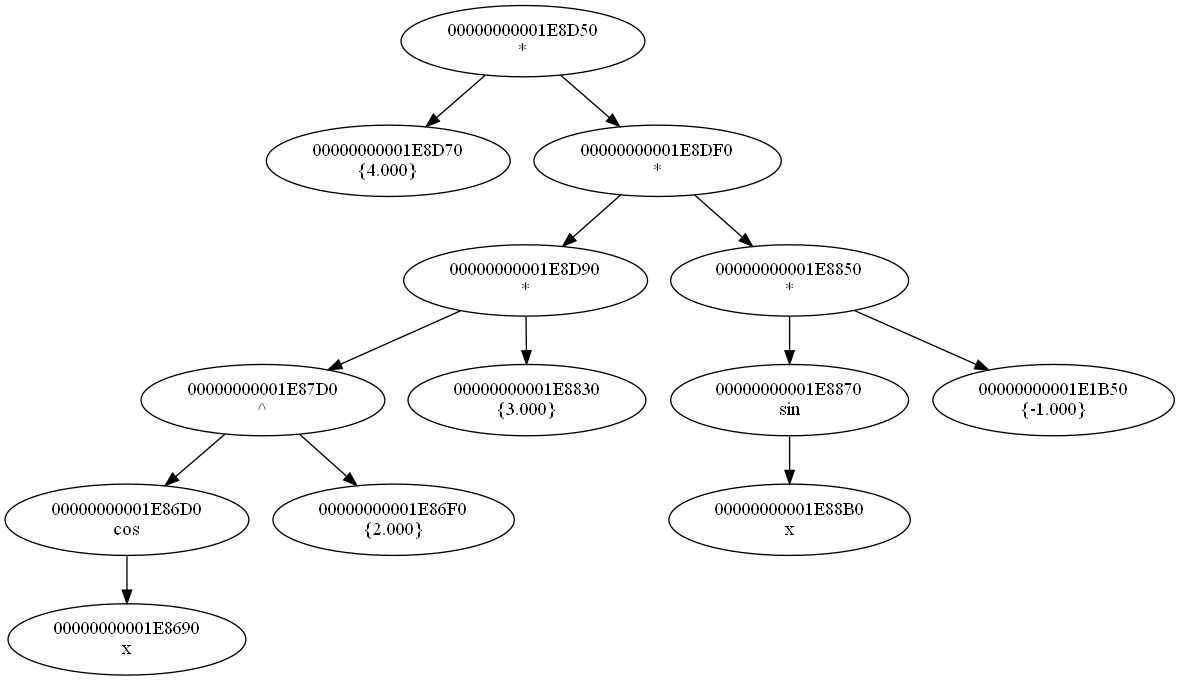 00000000001E8D50
*
00000000001E8D70
{4.000}
00000000001E8DF0
*
00000000001E8D90
*
00000000001E8850
*
00000000001E87D0
^
00000000001E8830
{3.000}
00000000001E8870
sin
00000000001E1B50
{-1.000}
00000000001E86D0
cos
00000000001E86F0
{2.000}
00000000001E88B0
x
00000000001E8690
x